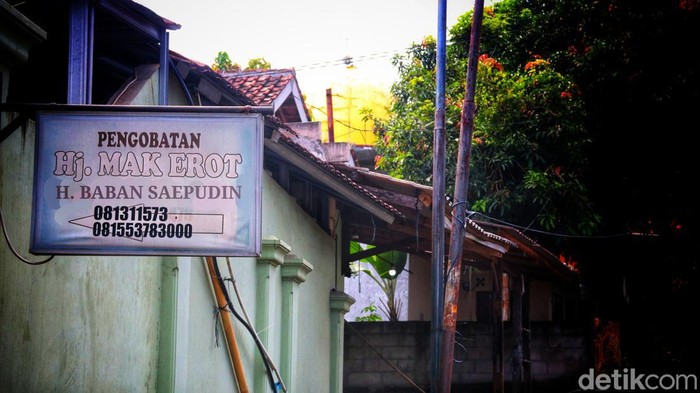 PENGOBATAN
Hj. MAK EROT
H. BABAN SAEPUDIN
081311573
081553783000
detikcom